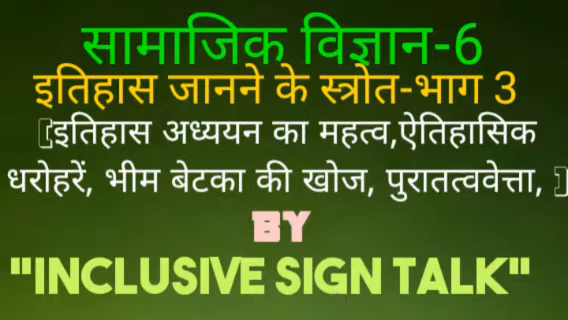 सामाजिक विज्ञान-6
इतिहास जानने के स्त्रोत-भाग 3
[इतिहास अध्ययन का महत्व,ऐतिहासिक
धरोहरें, भीम बेटका की खोज, पुरातत्ववेत्ता, ]
BY
"INCLUSIVE SIGN TALK"